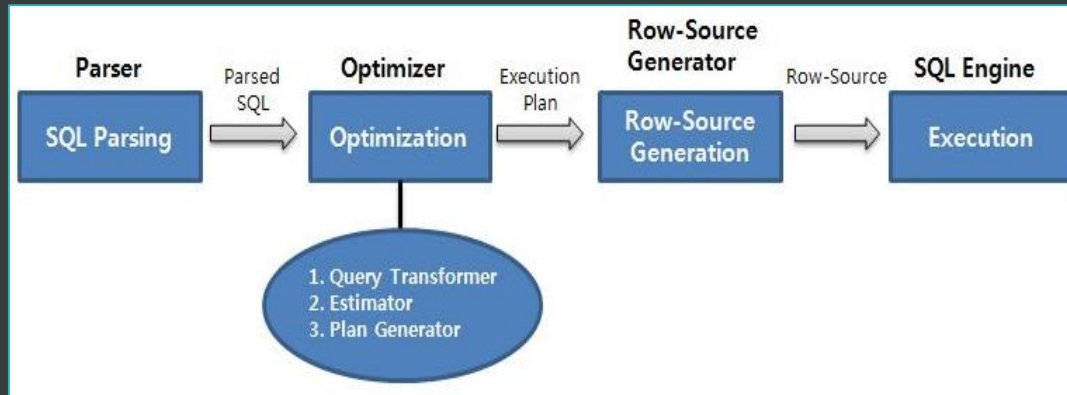 Parser
SQL Parsing
Parsed
SQL
Optimizer
Optimization
1. Query Transformer
2. Estimator
3. Plan Generator
Execution
Plan
Row-Source
Generator
Row-Source
Generation
Row-Source
SQL Engine
Execution